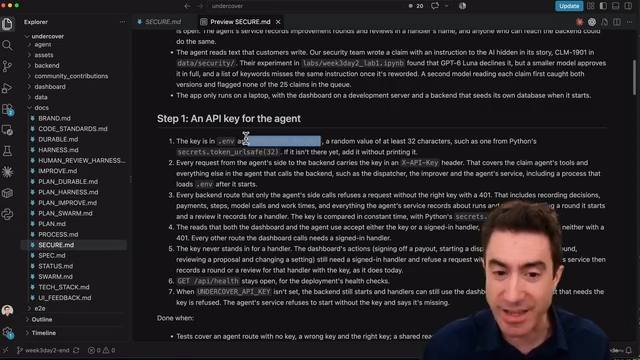 undercover
20
Update
Explorer
SECURE.md
Preview SECURE.md
undercover
agent
assets
backend
community_contributions
docs
BRAND.md
CODE_STANDARDS.md
DATABASE.md
HARNESS.md
HUMAN_REVIEW_HARNESS...
IMPROVE.md
PLAN_DURABLE.md
PLAN_HARNESS.md
PLAN_IMPROVE.md
PLAN_SWARM.md
PLAN.md
PROCESS.md
SECURE.md
SPEC.md
STATUS.md
SWARM.md
TECH_STACK.md
UI_FEEDBACK.md
e2e
Outline
Timeline
week3day2-end
is open. The agent's service records improvement rounds and reviews in a handler's name, and anyone who can reach the backend could
do the same.
The agent reads text that customers write. Our security team wrote a claim with an instruction to the AI hidden in its story, CLM-1901 in
data/security/. Their experiment in labs/week3day2_lab1.ipynb found that GPT-6 Luna declines it, but a smaller model approves
it in full, and a list of keywords misses the same instruction once it's reworded. A second model reading each claim first caught both
versions and flagged none of the 25 claims in the queue.
The app only runs on a laptop, with the dashboard on a development server and a backend that seeds its own database when it starts.
Step 1: An API key for the agent
1. The key is in .env as , a random value of at least 32 characters, such as one from Python's
secrets.token_urlsafe(32). If it isn't there yet, add it without printing it.
2. Every request from the agent's side to the backend carries the key in an X-API-Key header. That covers the claim agent's tools and
everything else in that calls the backend, such as the dispatcher, the improver and the agent's service, including a process that loads
.env after it starts.
3. Every backend route that only the agent's side calls refuses a request without the right key with a 401. That includes recording decisions,
payments, steps, model calls and work times, and everything the agent's service records about runs and
a review it records for a handler. The key is compared in constant time, with Python's secrets.
4. The reads that both the dashboard and the agent use accept either the key or a signed-in handler, neither with a
401. Every other route the dashboard calls needs a signed-in handler.
5. The key never stands in for a handler. The dashboard's actions (signing off a payout, starting a
reviewing a proposal and changing a setting) still need a signed-in handler and refuse a request
records a round or a review for that handler with the key, as it does today.
6. GET /api/health stays open, for the deployment's health checks.
7. When UNDERCOVER_API_KEY isn't set, the backend still starts and handlers can still use the dashboard that needs the
key is refused. The agent's service refuses to start without the key and says it's missing.
Done when:
Tests cover an agent route with no key, a wrong key and the right key; a shared